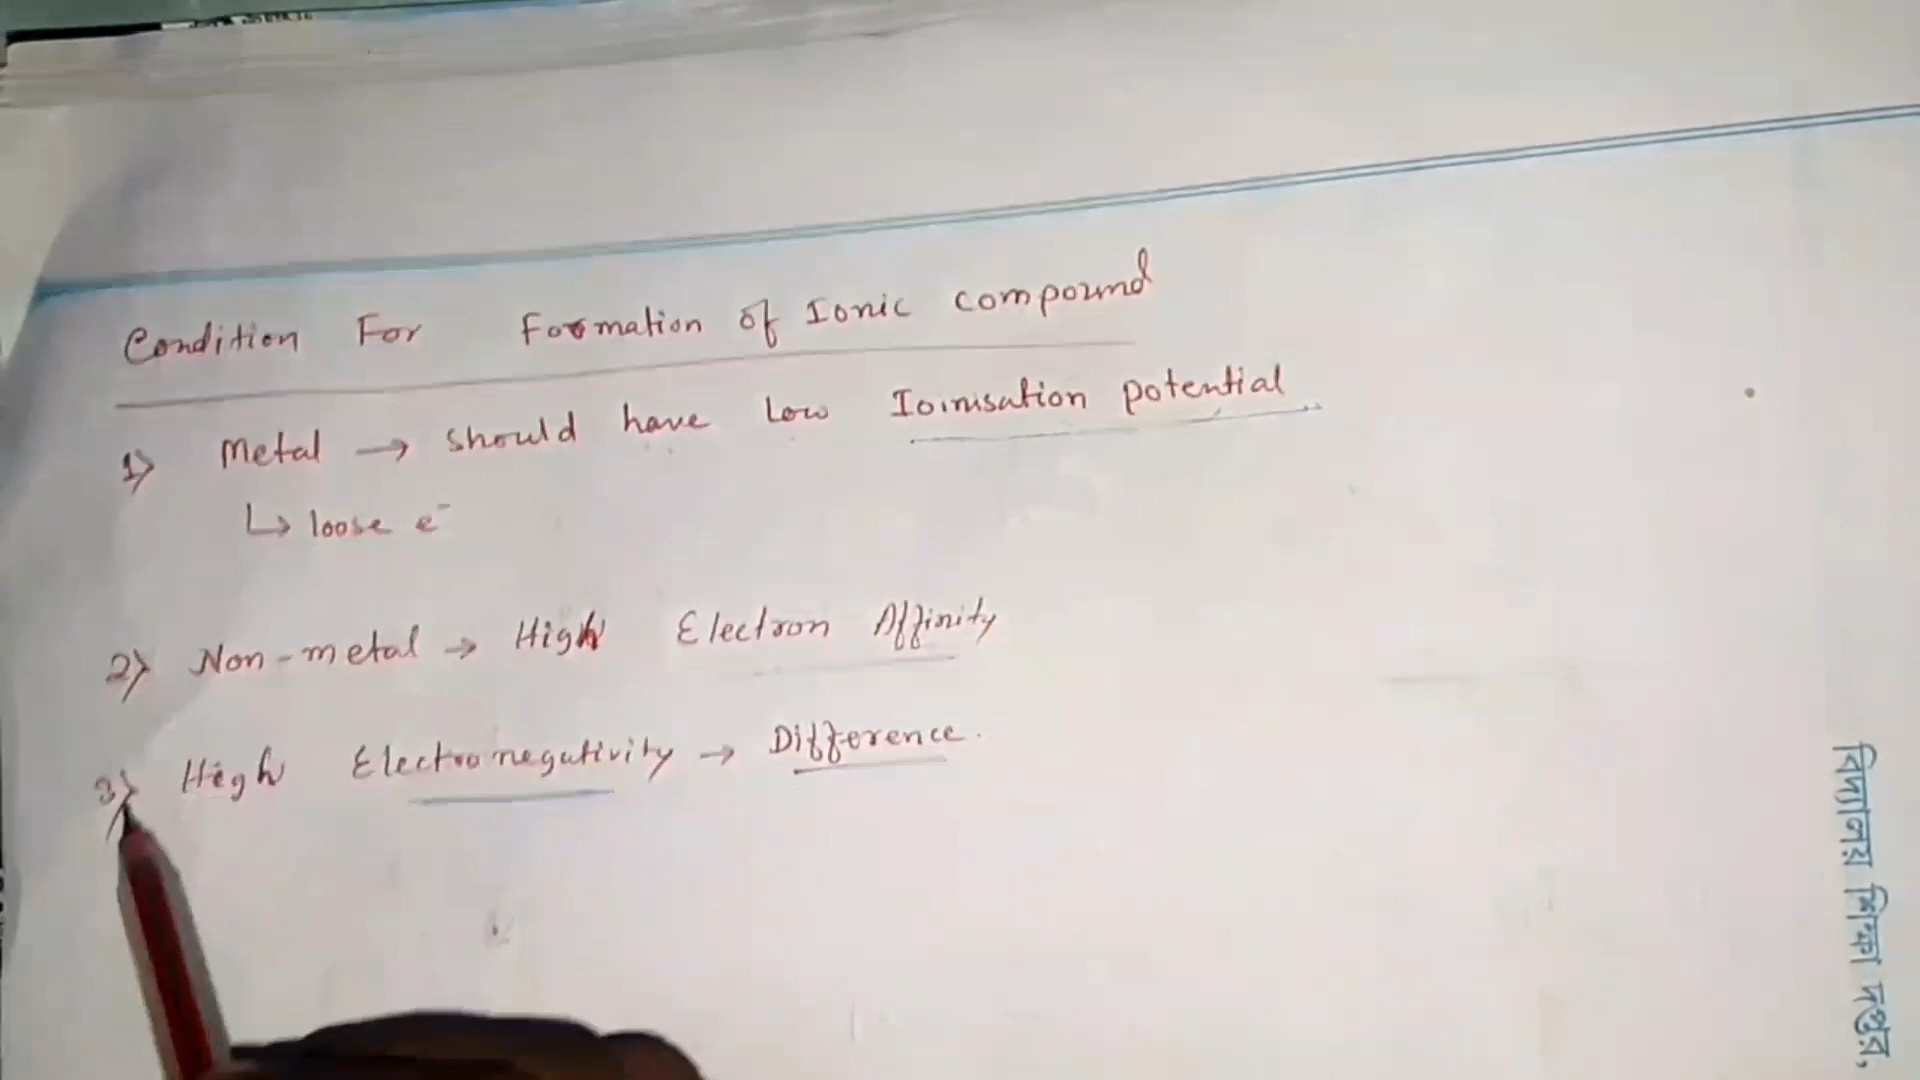 Condition For Formation of Ionic compound
1) Metal → should have Low Ioinisation potential
↳ loose e⁻
2) Non-metal → High Electron Affinity
3) High Electronegativity → Difference.
বিদ্যালয় শিক্ষা দপ্তর,